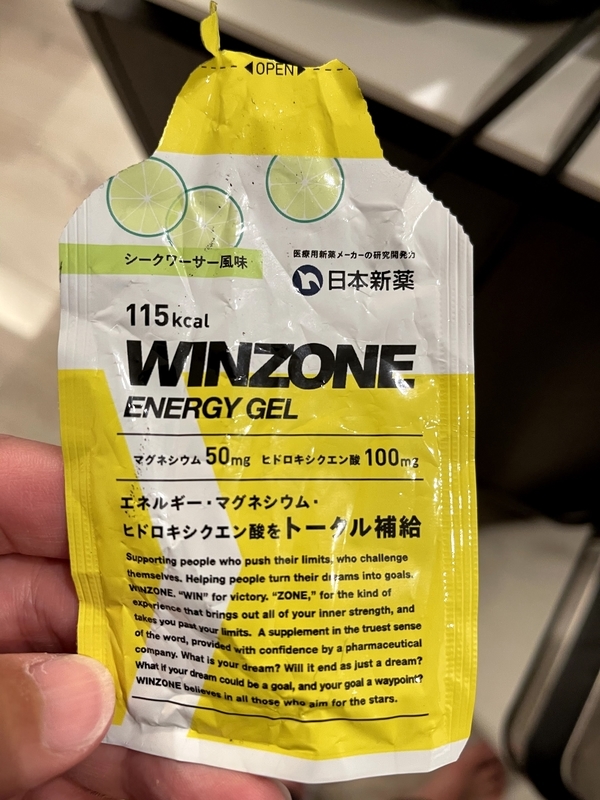 OPEN
シークワーサー風味
医療用新薬メーカーの研究開発力
日本新薬
115kcal
WINZONE
ENERGY GEL
マグネシウム 50mg ヒドロキシクエン酸 100mg
エネルギー・マグネシウム・
ヒドロキシクエン酸をトータル補給
Supporting people who push their limits, who challenge
themselves. Helping people turn their dreams into goals.
WINZONE. “WIN” for victory. “ZONE,” for the kind of
experience that brings out all of your inner strength, and
takes you past your limits. A supplement in the truest sense
of the word, provided with confidence by a pharmaceutical
company. What is your dream? Will it end as just a dream?
What if your dream could be a goal, and your goal a waypoint?
WINZONE believes in all those who aim for the stars.